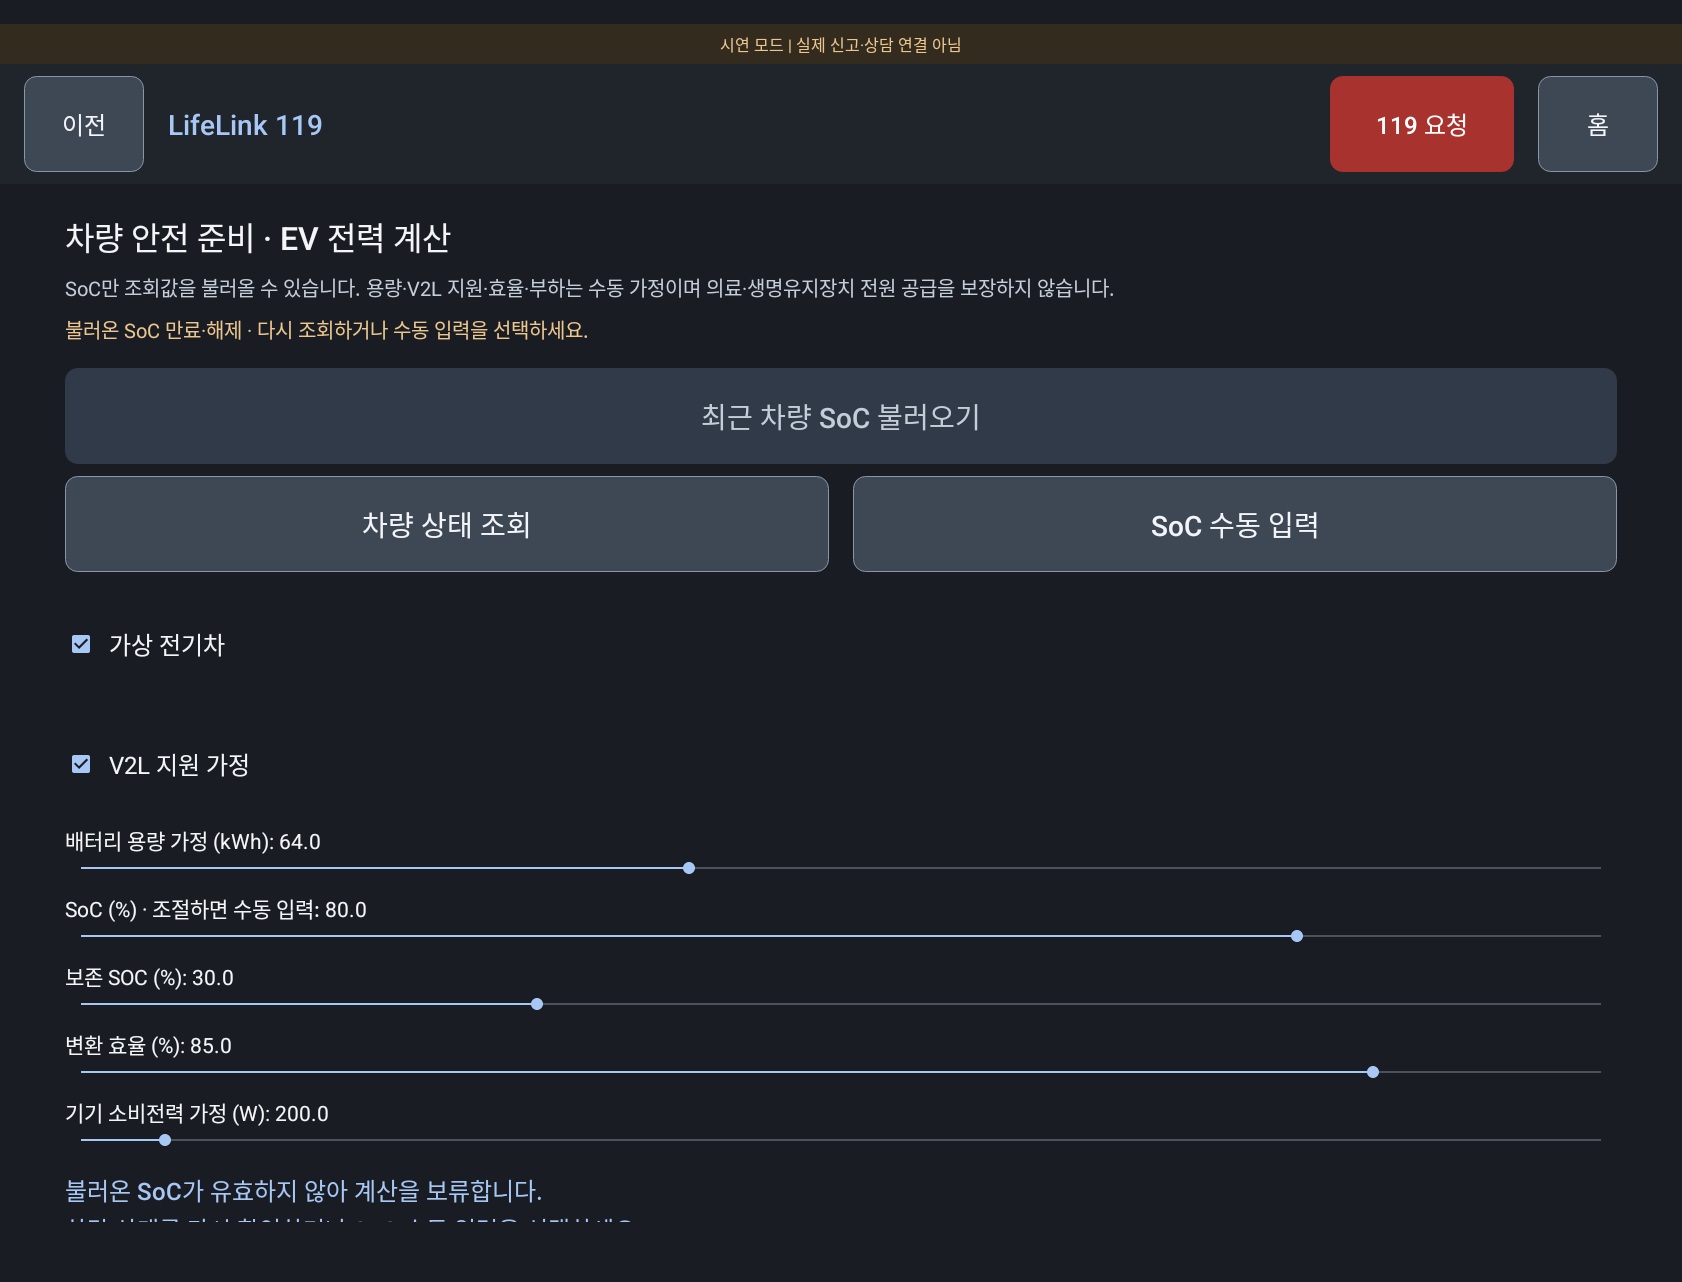 시연 모드 | 실제 신고·상담 연결 아님
이전
LifeLink 119
119 요청
홈
차량 안전 준비 · EV 전력 계산
SoC만 조회값을 불러올 수 있습니다. 용량·V2L 지원·효율·부하는 수동 가정이며 의료·생명유지장치 전원 공급을 보장하지 않습니다.
불러온 SoC 만료·해제 · 다시 조회하거나 수동 입력을 선택하세요.
최근 차량 SoC 불러오기
차량 상태 조회
SoC 수동 입력
가상 전기차
V2L 지원 가정
배터리 용량 가정 (kWh): 64.0
SoC (%) · 조절하면 수동 입력: 80.0
보존 SOC (%): 30.0
변환 효율 (%): 85.0
기기 소비전력 가정 (W): 200.0
불러온 SoC가 유효하지 않아 계산을 보류합니다.